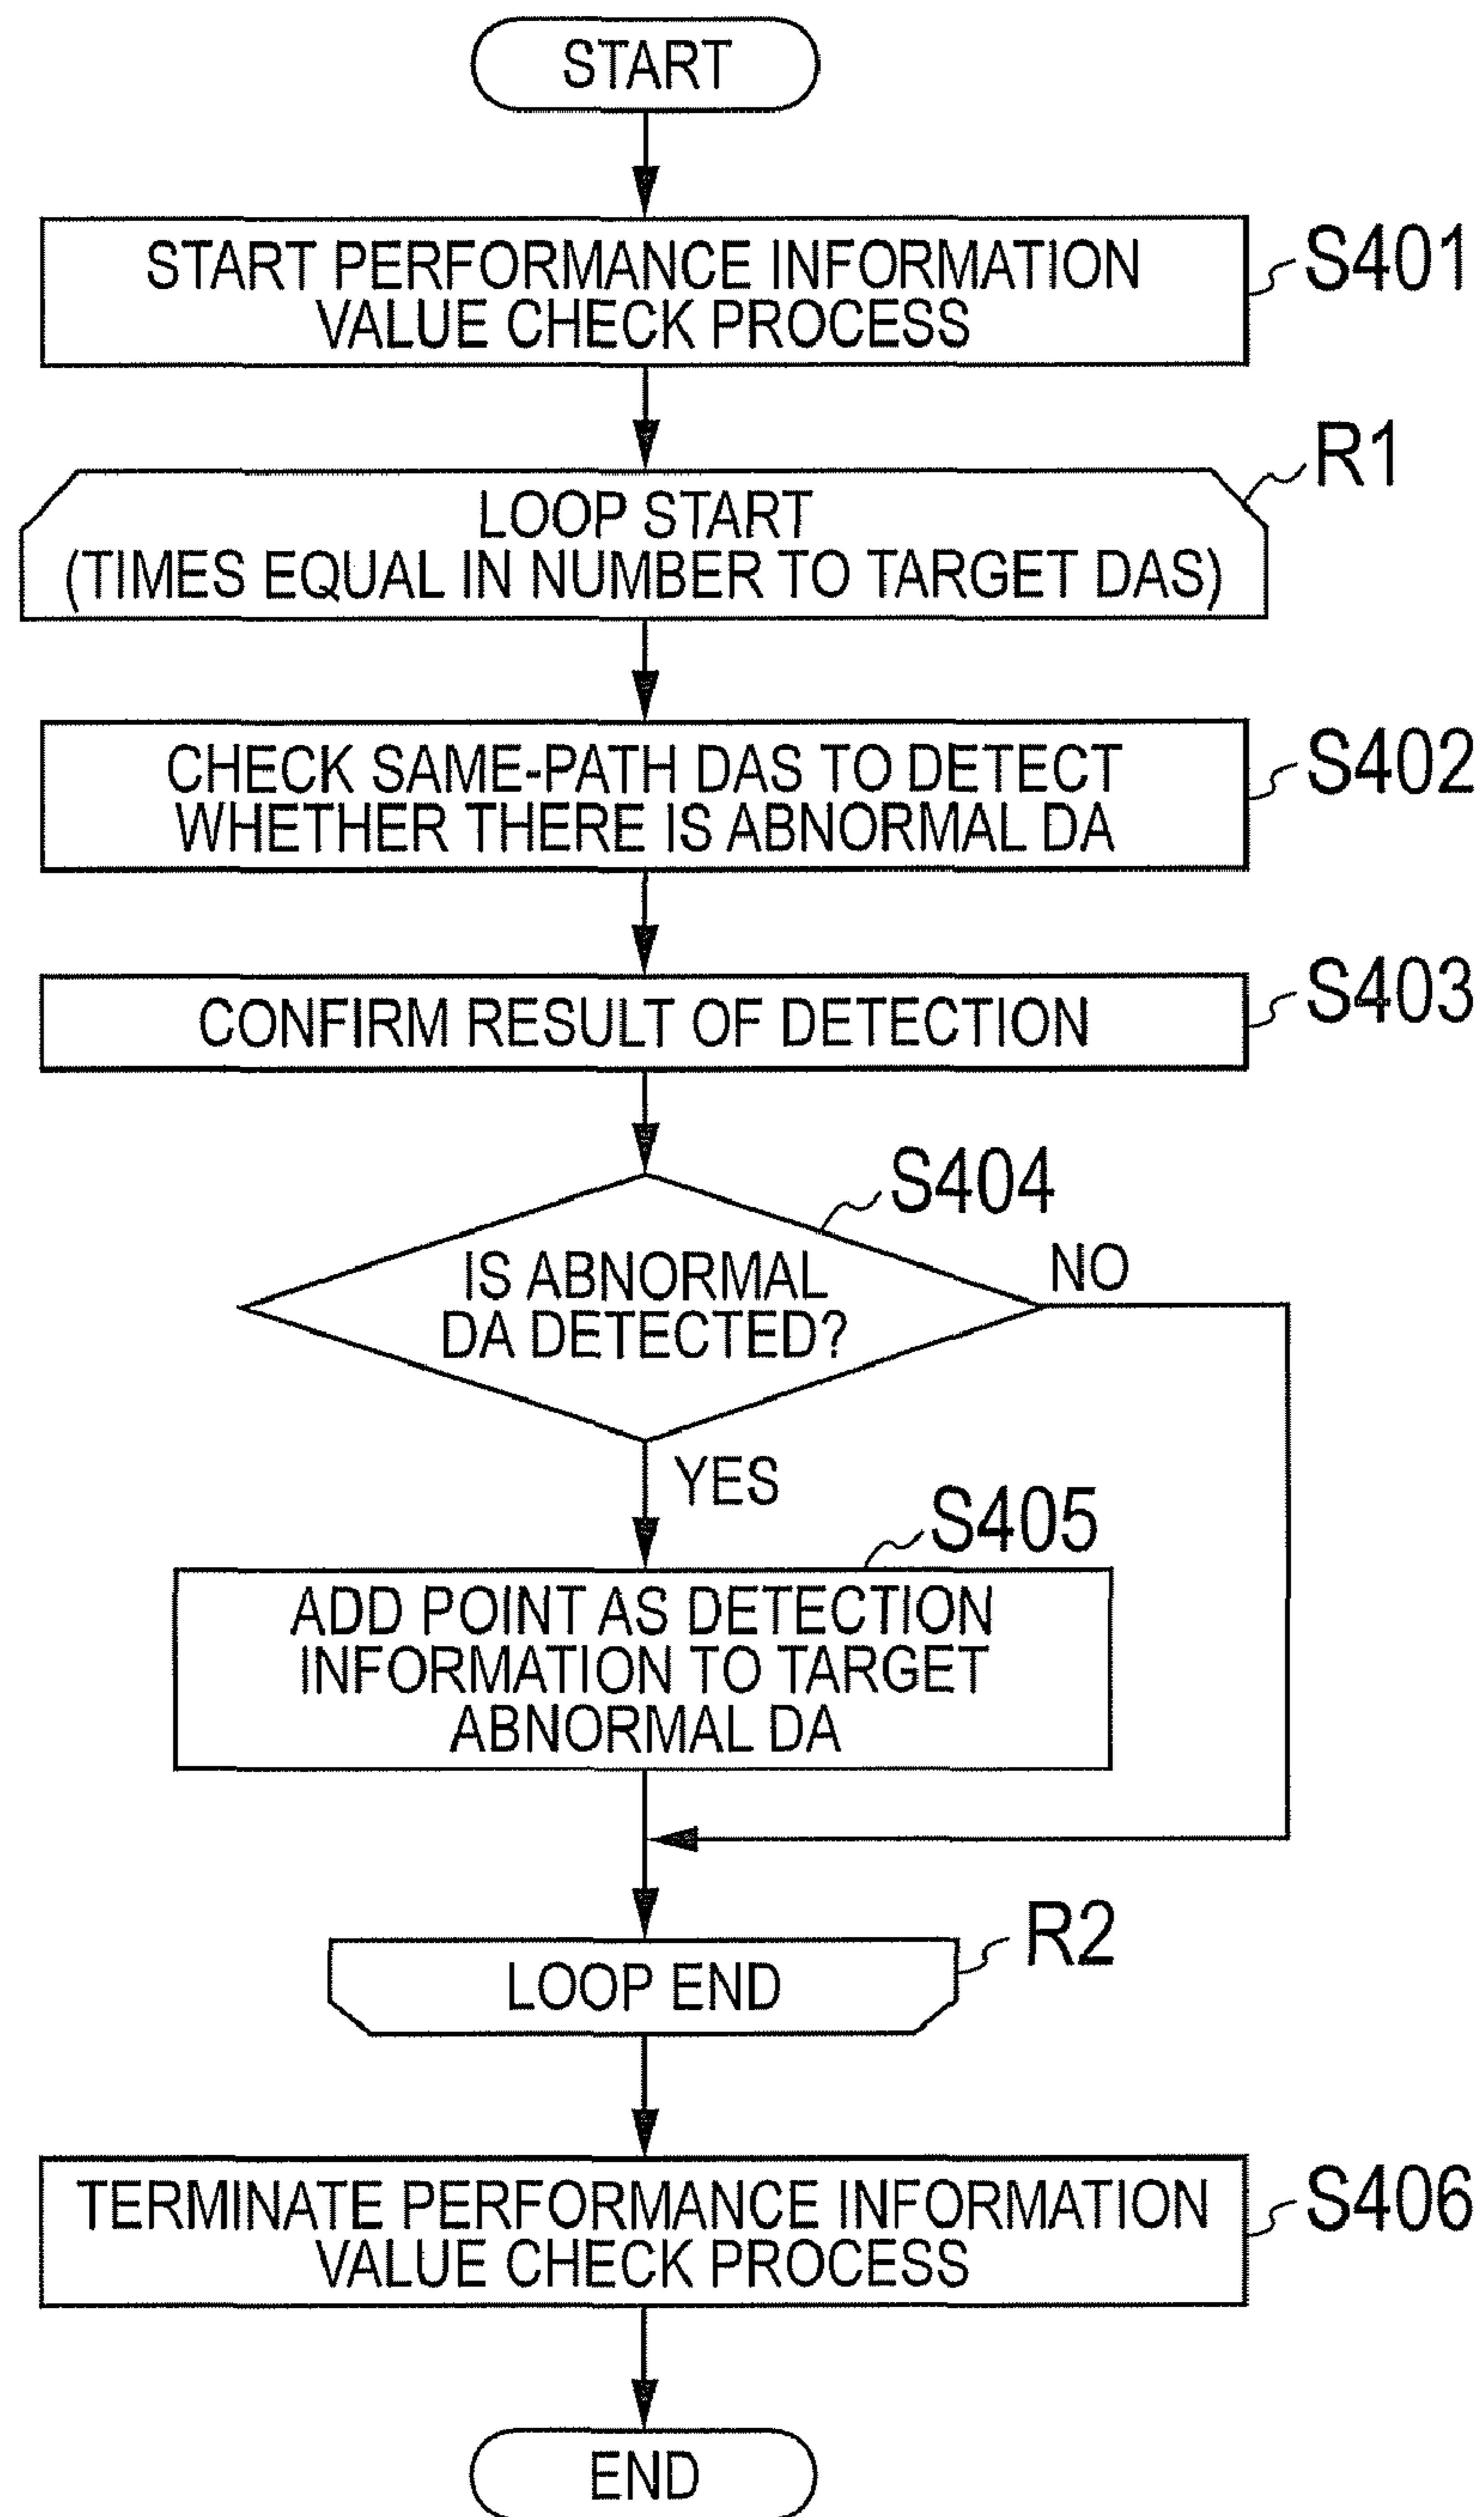 START
START PERFORMANCE INFORMATION
VALUE CHECK PROCESS
S401
LOOP START
(TIMES EQUAL IN NUMBER TO TARGET DAS)
R1
CHECK SAME-PATH DAS TO DETECT
WHETHER THERE IS ABNORMAL DA
S402
CONFIRM RESULT OF DETECTION
S403
S404
IS ABNORMAL
DA DETECTED?
NO
YES
S405
ADD POINT AS DETECTION
INFORMATION TO TARGET
ABNORMAL DA
R2
LOOP END
TERMINATE PERFORMANCE INFORMATION
VALUE CHECK PROCESS
S406
END